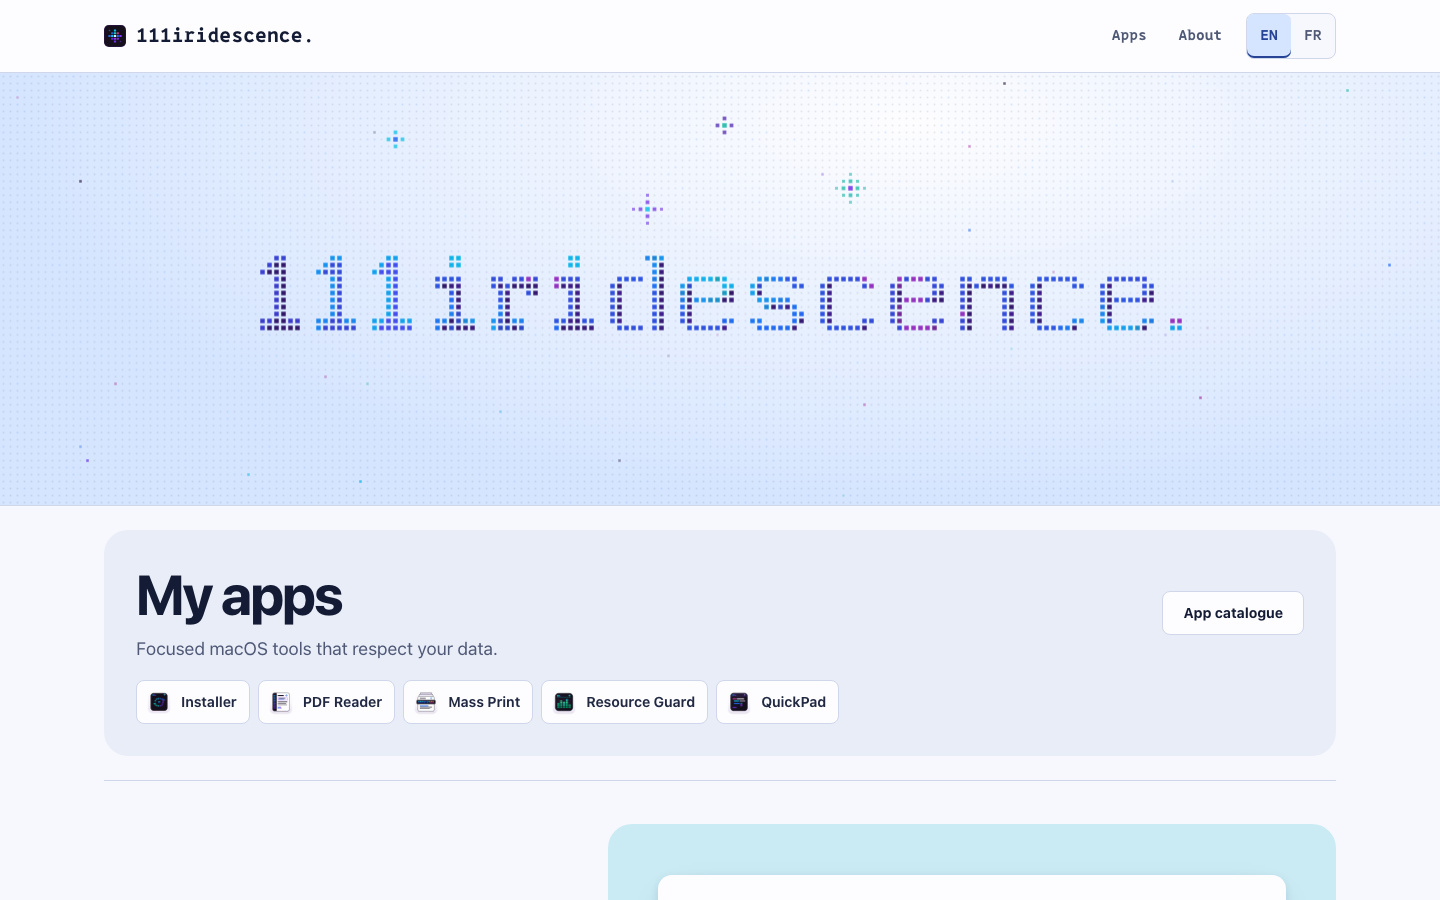 111iridescence.
Apps
About
EN
FR
111iridescence.
My apps
Focused macOS tools that respect your data.
App catalogue
Installer
PDF Reader
Mass Print
Resource Guard
QuickPad